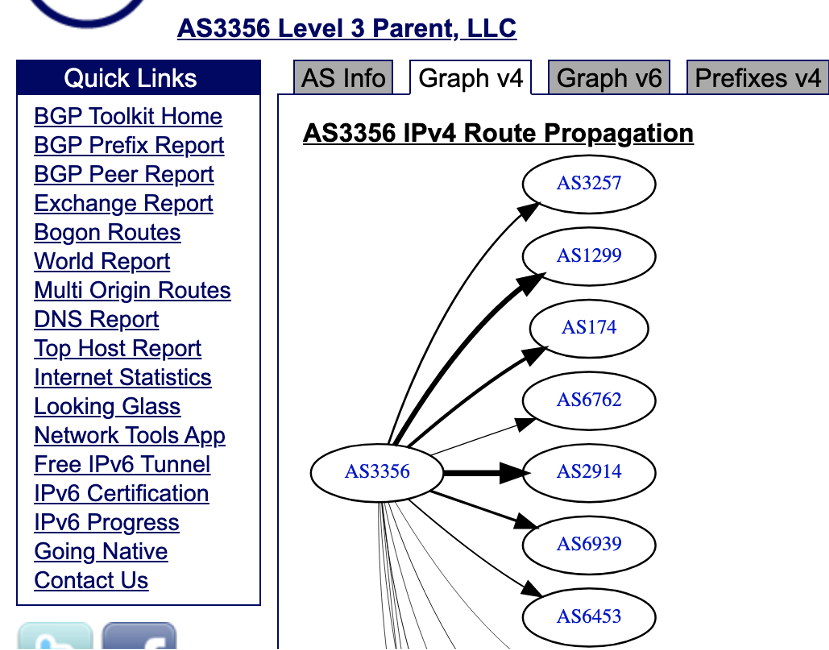 AS3356 Level 3 Parent, LLC
Quick Links
BGP Toolkit Home
BGP Prefix Report
BGP Peer Report
Exchange Report
Bogon Routes
World Report
Multi Origin Routes
DNS Report
Top Host Report
Internet Statistics
Looking Glass
Network Tools App
Free IPv6 Tunnel
IPv6 Certification
IPv6 Progress
Going Native
Contact Us
AS Info
Graph v4
Graph v6
Prefixes v4
AS3356 IPv4 Route Propagation
AS3257
AS1299
AS174
AS6762
AS3356
AS2914
AS6939
AS6453